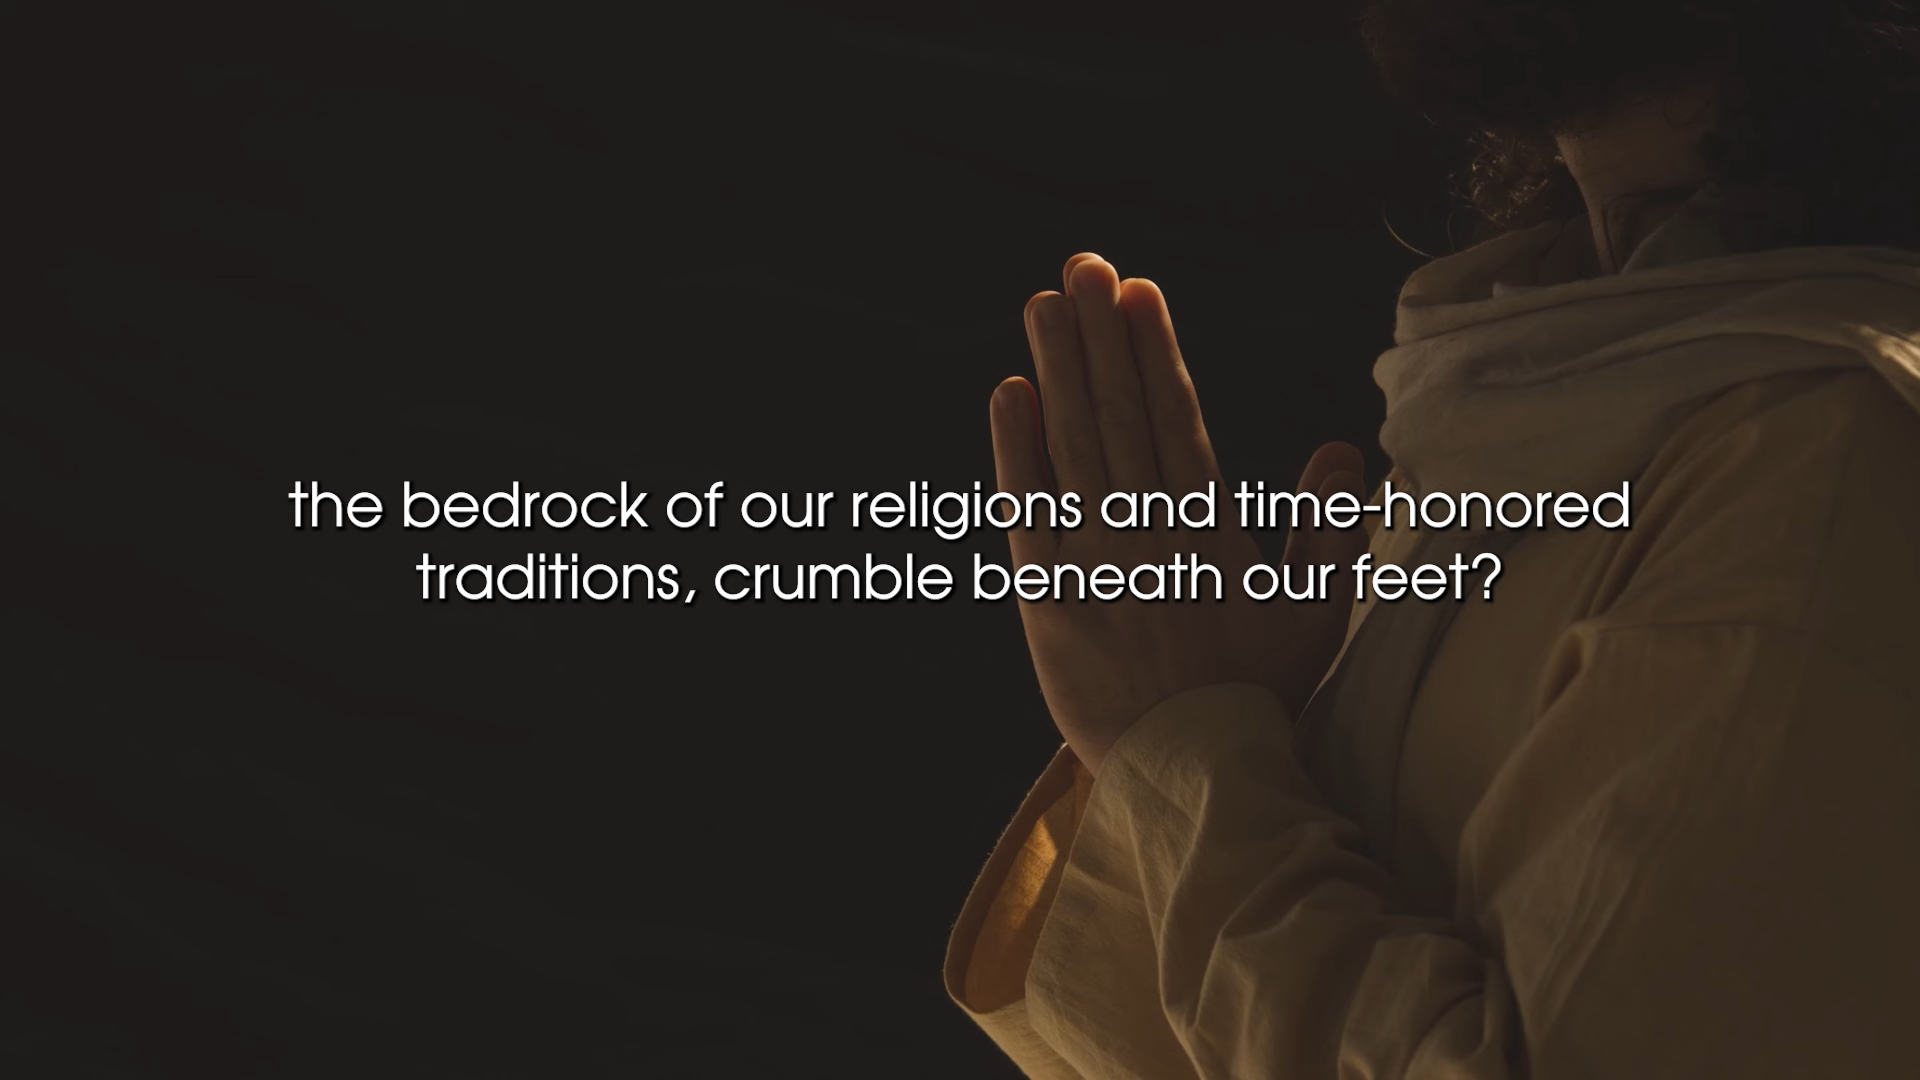 the bedrock of our religions and time-honored
traditions, crumble beneath our feet?